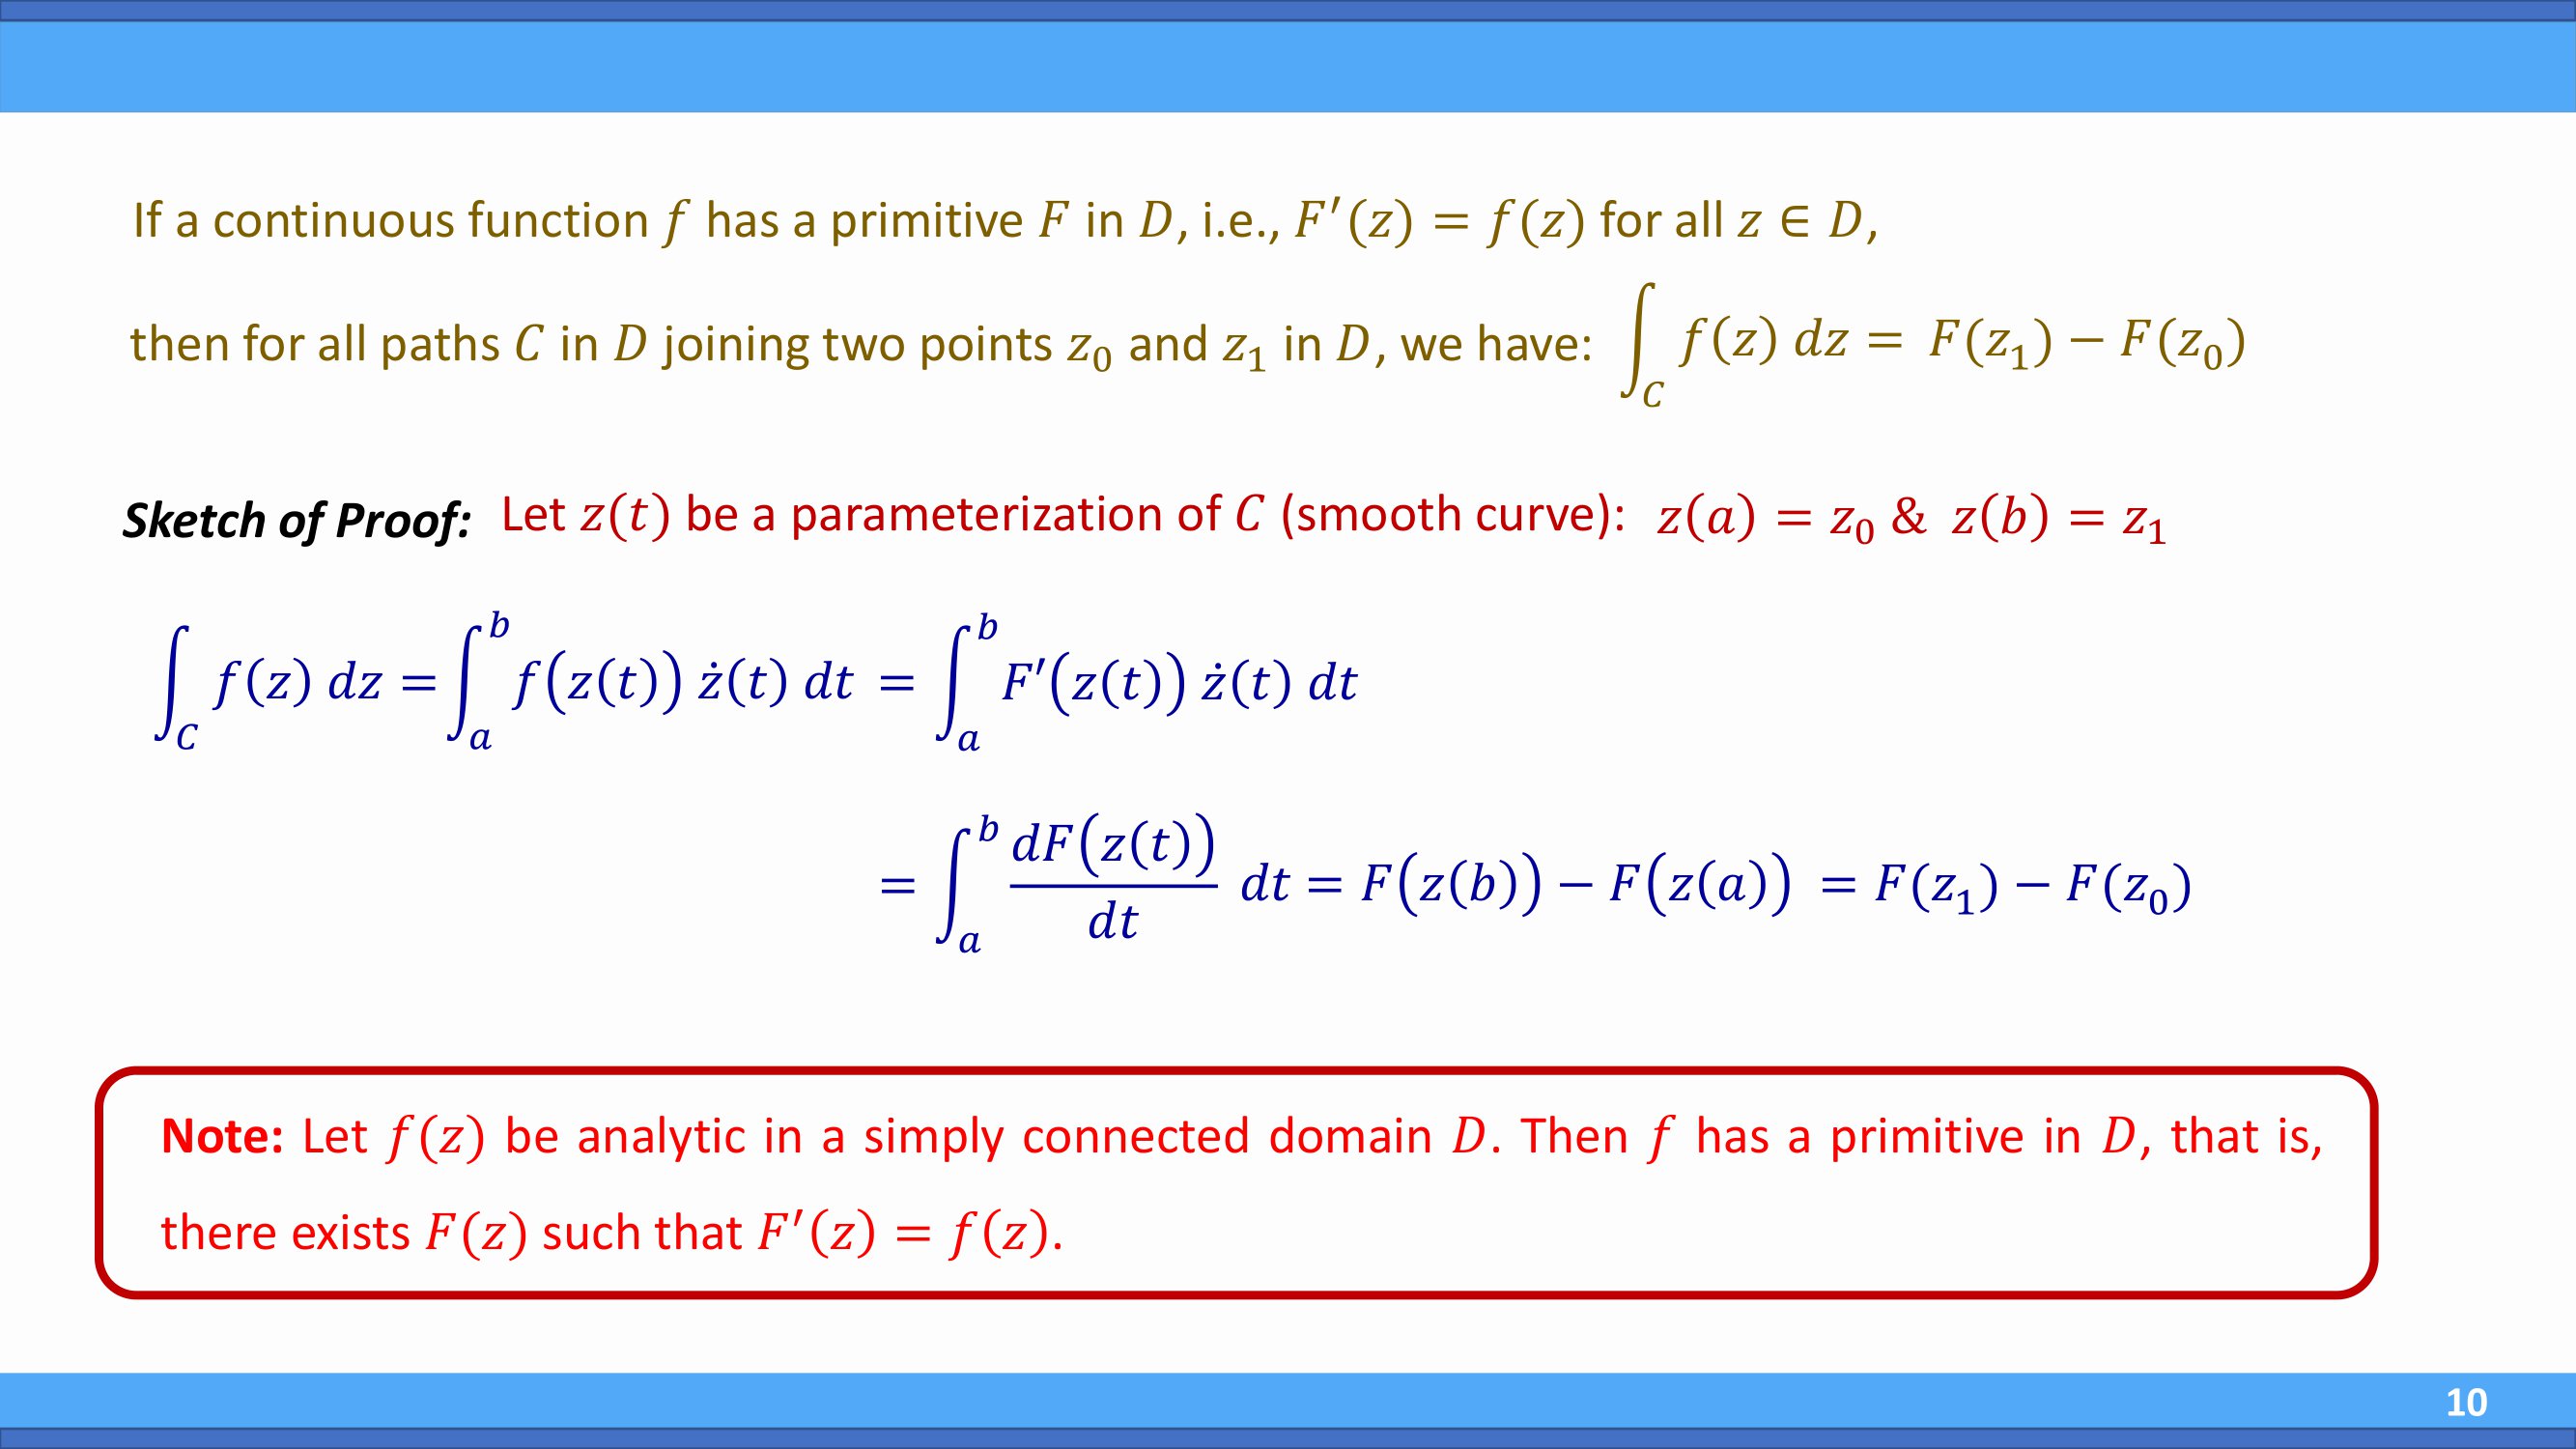 If a continuous function $f$ has a primitive $F$ in $D$, i.e., $F'(z) = f(z)$ for all $z \in D$,
then for all paths $C$ in $D$ joining two points $z_0$ and $z_1$ in $D$, we have: $\int_C f(z)\, dz = F(z_1) - F(z_0)$
Sketch of Proof: Let $z(t)$ be a parameterization of $C$ (smooth curve): $z(a) = z_0$ & $z(b) = z_1$
$\int_C f(z)\, dz = \int_a^b f(z(t))\, \dot{z}(t)\, dt = \int_a^b F'(z(t))\, \dot{z}(t)\, dt$
$= \int_a^b \frac{dF(z(t))}{dt}\, dt = F(z(b)) - F(z(a)) = F(z_1) - F(z_0)$
Note: Let $f(z)$ be analytic in a simply connected domain $D$. Then $f$ has a primitive in $D$, that is,
there exists $F(z)$ such that $F'(z) = f(z)$.
10